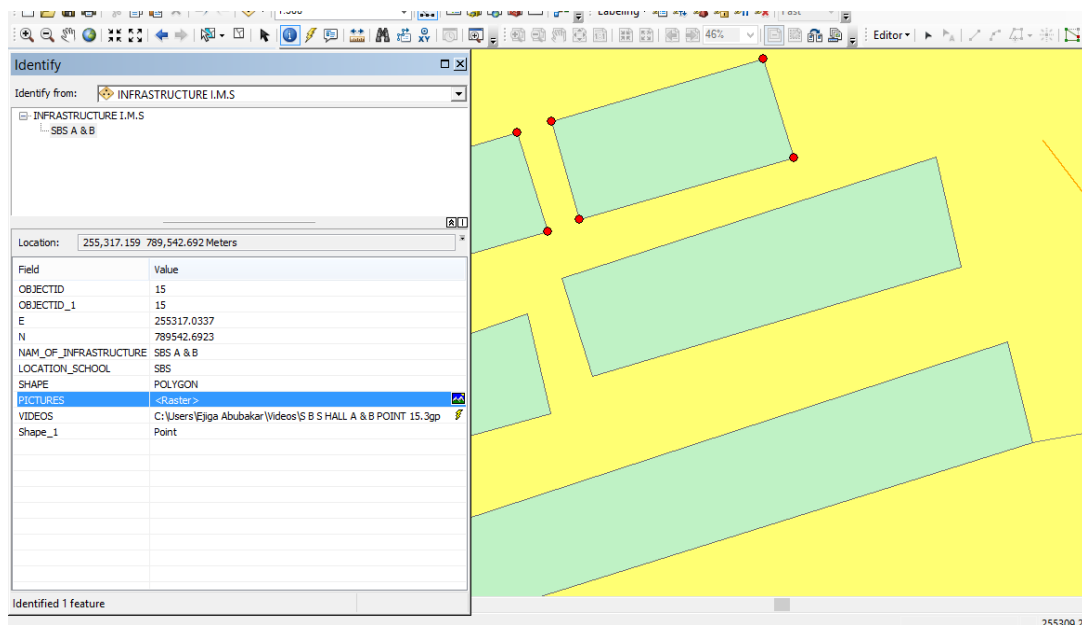 Labeling
Fast
46%
Editor
Identify
Identify from: INFRASTRUCTURE I.M.S
INFRASTRUCTURE I.M.S
SBS A & B
Location: 255,317.159 789,542.692 Meters
Field Value
OBJECTID 15
OBJECTID_1 15
E 255317.0337
N 789542.6923
NAM_OF_INFRASTRUCTURE SBS A & B
LOCATION_SCHOOL SBS
SHAPE POLYGON
PICTURES <Raster>
VIDEOS C:\Users\Ejiga Abubakar\Videos\S B S HALL A & B POINT 15.3gp
Shape_1 Point
Identified 1 feature